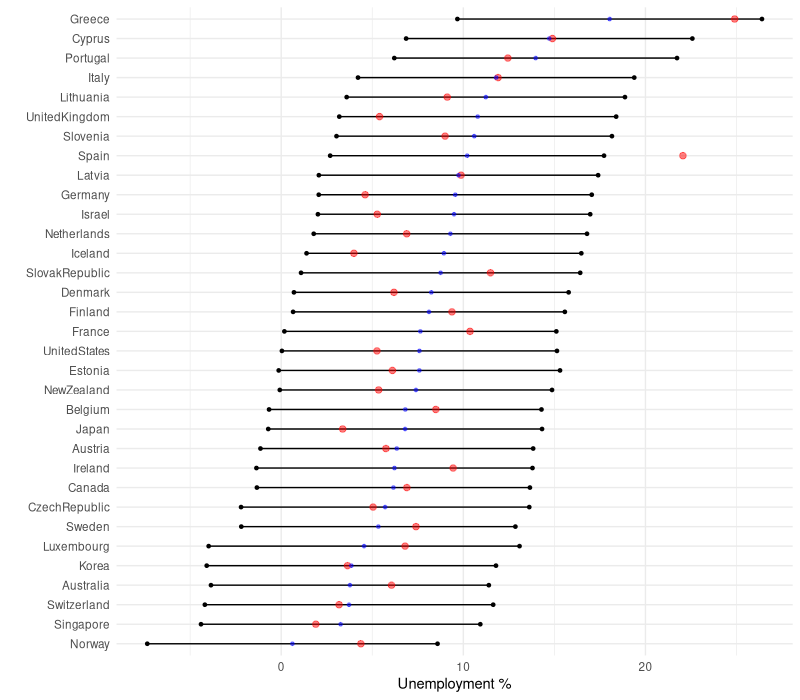 Greece
Cyprus
Portugal
Italy
Lithuania
UnitedKingdom
Slovenia
Spain
Latvia
Germany
Israel
Netherlands
Iceland
SlovakRepublic
Denmark
Finland
France
UnitedStates
Estonia
NewZealand
Belgium
Japan
Austria
Ireland
Canada
CzechRepublic
Sweden
Luxembourg
Korea
Australia
Switzerland
Singapore
Norway
0 10 20
Unemployment %